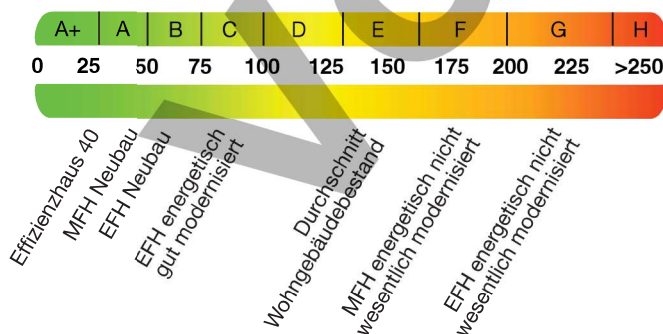 A+ A B C D E F G H
0 25 50 75 100 125 150 175 200 225 >250
Effizienzhaus 40
MFH Neubau
EFH Neubau
EFH energetisch
gut modernisiert
Durchschnitt
Wohngebäudebestand
MFH energetisch nicht
wesentlich modernisiert
EFH energetisch nicht
wesentlich modernisiert